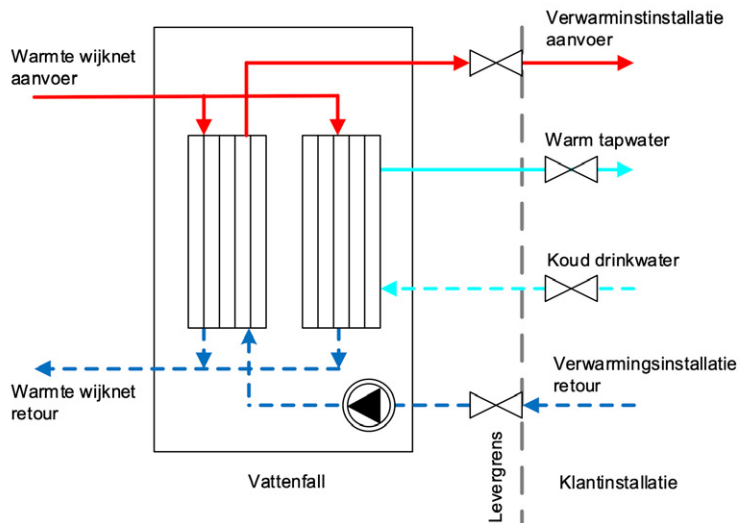 Verwarminstinstallatie
aanvoer
Warmte wijknet
aanvoer
Warm tapwater
Koud drinkwater
Verwarmingsinstallatie
retour
Warmte wijknet
retour
Vattenfall
Levergrens
Klantinstallatie